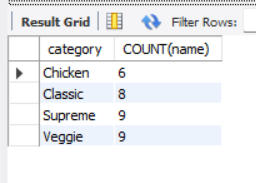 Result Grid Filter Rows:
category COUNT(name)
Chicken 6
Classic 8
Supreme 9
Veggie 9